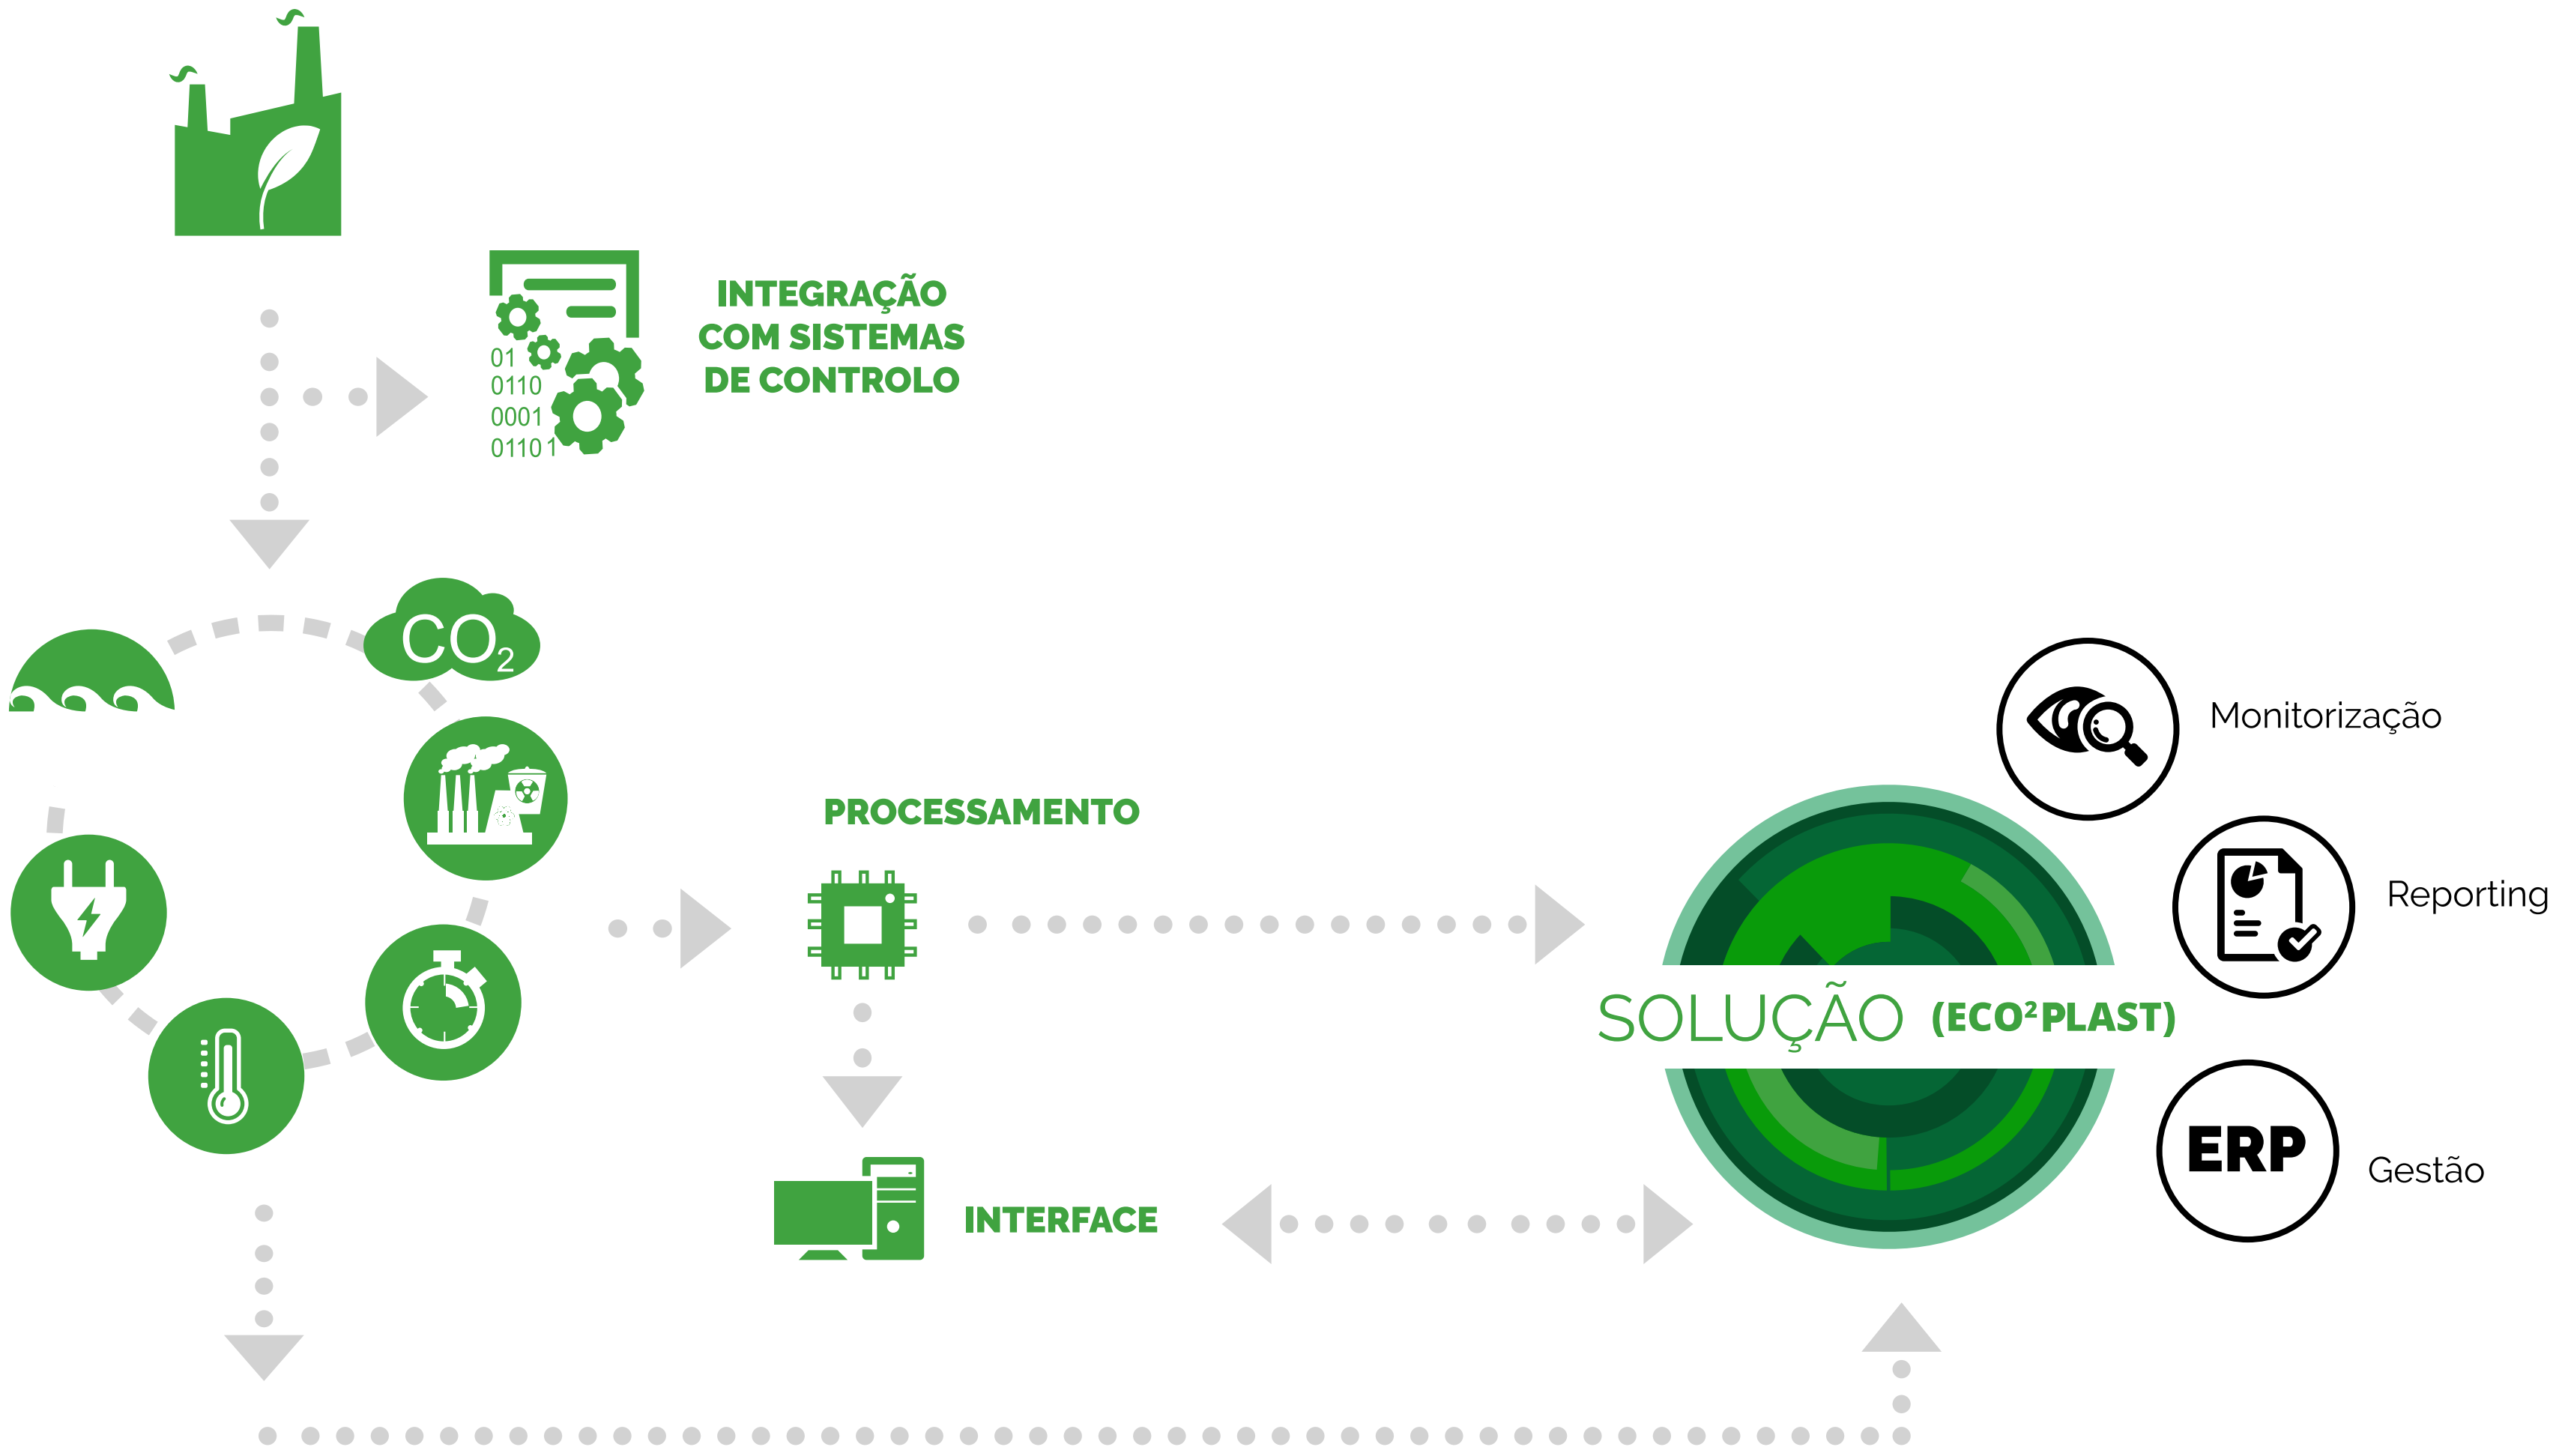 INTEGRAÇÃO
COM SISTEMAS
DE CONTROLO
01
0110
0001
01101
CO₂
PROCESSAMENTO
INTERFACE
SOLUÇÃO (ECO²PLAST)
Monitorização
Reporting
ERP
Gestão